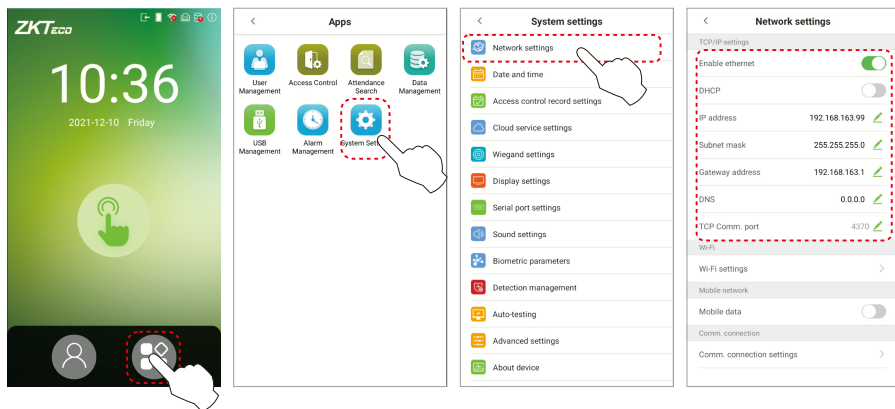 ZKTeco
10:36
2021-12-10 Friday
Apps
User
Management
Access Control
Attendance
Search
Data
Management
USB
Management
Alarm
Management
System Sett
System settings
Network settings
Date and time
Access control record settings
Cloud service settings
Wiegand settings
Display settings
Serial port settings
Sound settings
Biometric parameters
Detection management
Auto-testing
Advanced settings
About device
Network settings
TCP/IP settings
Enable ethernet
DHCP
IP address 192.168.163.99
Subnet mask 255.255.255.0
Gateway address 192.168.163.1
DNS 0.0.0.0
TCP Comm. port 4370
Wi-Fi
Wi-Fi settings
Mobile network
Mobile data
Comm. connection
Comm. connection settings